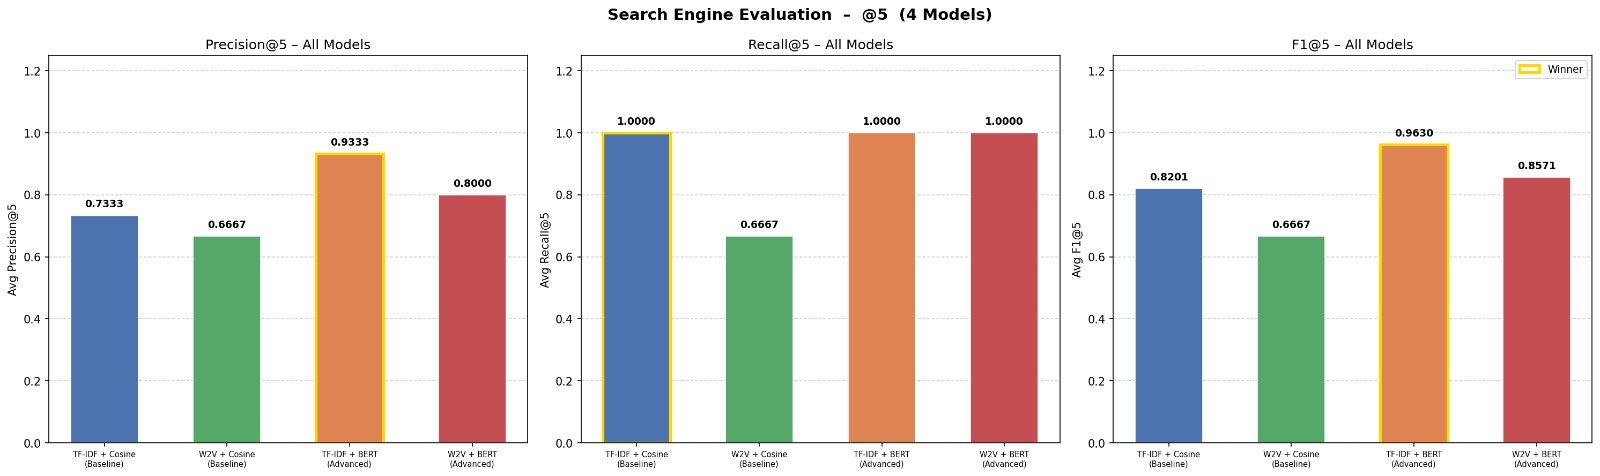 Search Engine Evaluation – @5 (4 Models)
Precision@5 – All Models
Avg Precision@5
1.2
1.0
0.8
0.6
0.4
0.2
0.0
0.7333
0.6667
0.9333
0.8000
TF-IDF + Cosine
(Baseline)
W2V + Cosine
(Baseline)
TF-IDF + BERT
(Advanced)
W2V + BERT
(Advanced)
Recall@5 – All Models
Avg Recall@5
1.2
1.0
0.8
0.6
0.4
0.2
0.0
1.0000
0.6667
1.0000
1.0000
TF-IDF + Cosine
(Baseline)
W2V + Cosine
(Baseline)
TF-IDF + BERT
(Advanced)
W2V + BERT
(Advanced)
F1@5 – All Models
Winner
Avg F1@5
1.2
1.0
0.8
0.6
0.4
0.2
0.0
0.8201
0.6667
0.9630
0.8571
TF-IDF + Cosine
(Baseline)
W2V + Cosine
(Baseline)
TF-IDF + BERT
(Advanced)
W2V + BERT
(Advanced)